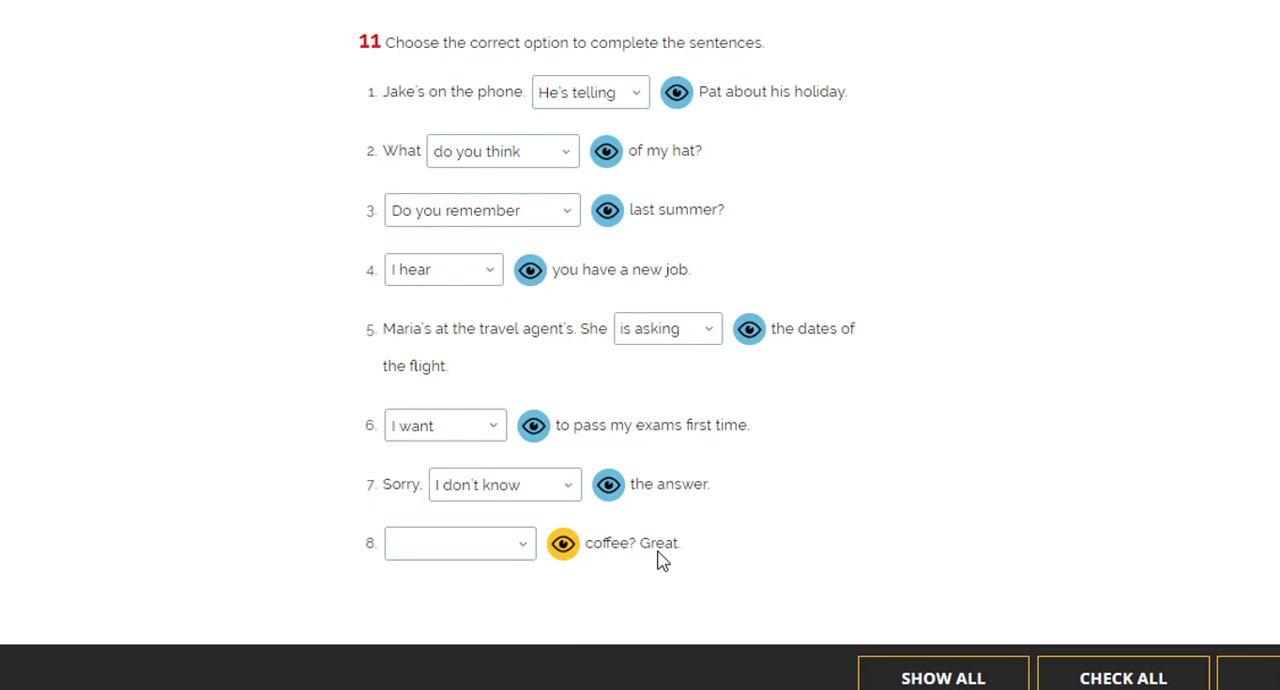 11 Choose the correct option to complete the sentences.
1. Jake's on the phone. He's telling Pat about his holiday.
2. What do you think of my hat?
3. Do you remember last summer?
4. I hear you have a new job.
5. Maria's at the travel agent's. She is asking the dates of
the flight.
6. I want to pass my exams first time.
7. Sorry, I don't know the answer.
8. coffee? Great.
SHOW ALL CHECK ALL